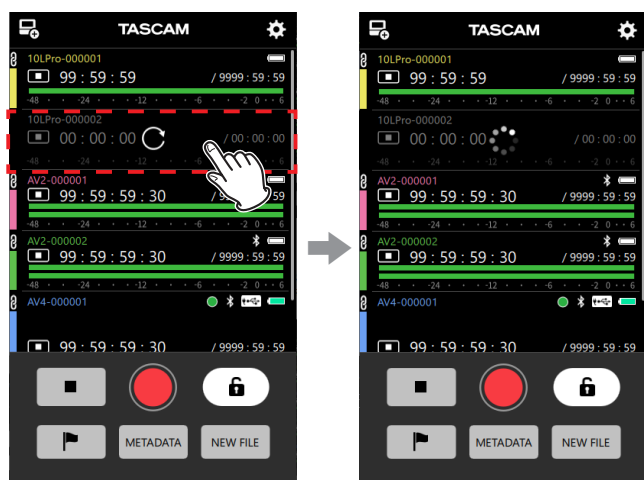 TASCAM
10LPro-000001
99 : 59 : 59 / 9999 : 59 : 59
-48 -24 -12 -6 -2 0 6
10LPro-000002
00 : 00 : 00 / 00 : 00 : 00
-48 -24 -12 -6 -2 0 6
AV2-000001
99 : 59 : 59 : 30 / 9999 : 59 : 59
-48 -24 -12 -6 -2 0 6
AV2-000002
99 : 59 : 59 : 30 / 9999 : 59 : 59
-48 -24 -12 -6 -2 0 6
AV4-000001
99 : 59 : 59 : 30 / 9999 : 59 : 59
METADATA
NEW FILE
TASCAM
10LPro-000001
99 : 59 : 59 / 9999 : 59 : 59
-48 -24 -12 -6 -2 0 6
10LPro-000002
00 : 00 : 00 / 00 : 00 : 00
-48 -24 -12 -6 -2 0 6
AV2-000001
99 : 59 : 59 : 30 / 9999 : 59 : 59
-48 -24 -12 -6 -2 0 6
AV2-000002
99 : 59 : 59 : 30 / 9999 : 59 : 59
-48 -24 -12 -6 -2 0 6
AV4-000001
99 : 59 : 59 : 30 / 9999 : 59 : 59
METADATA
NEW FILE